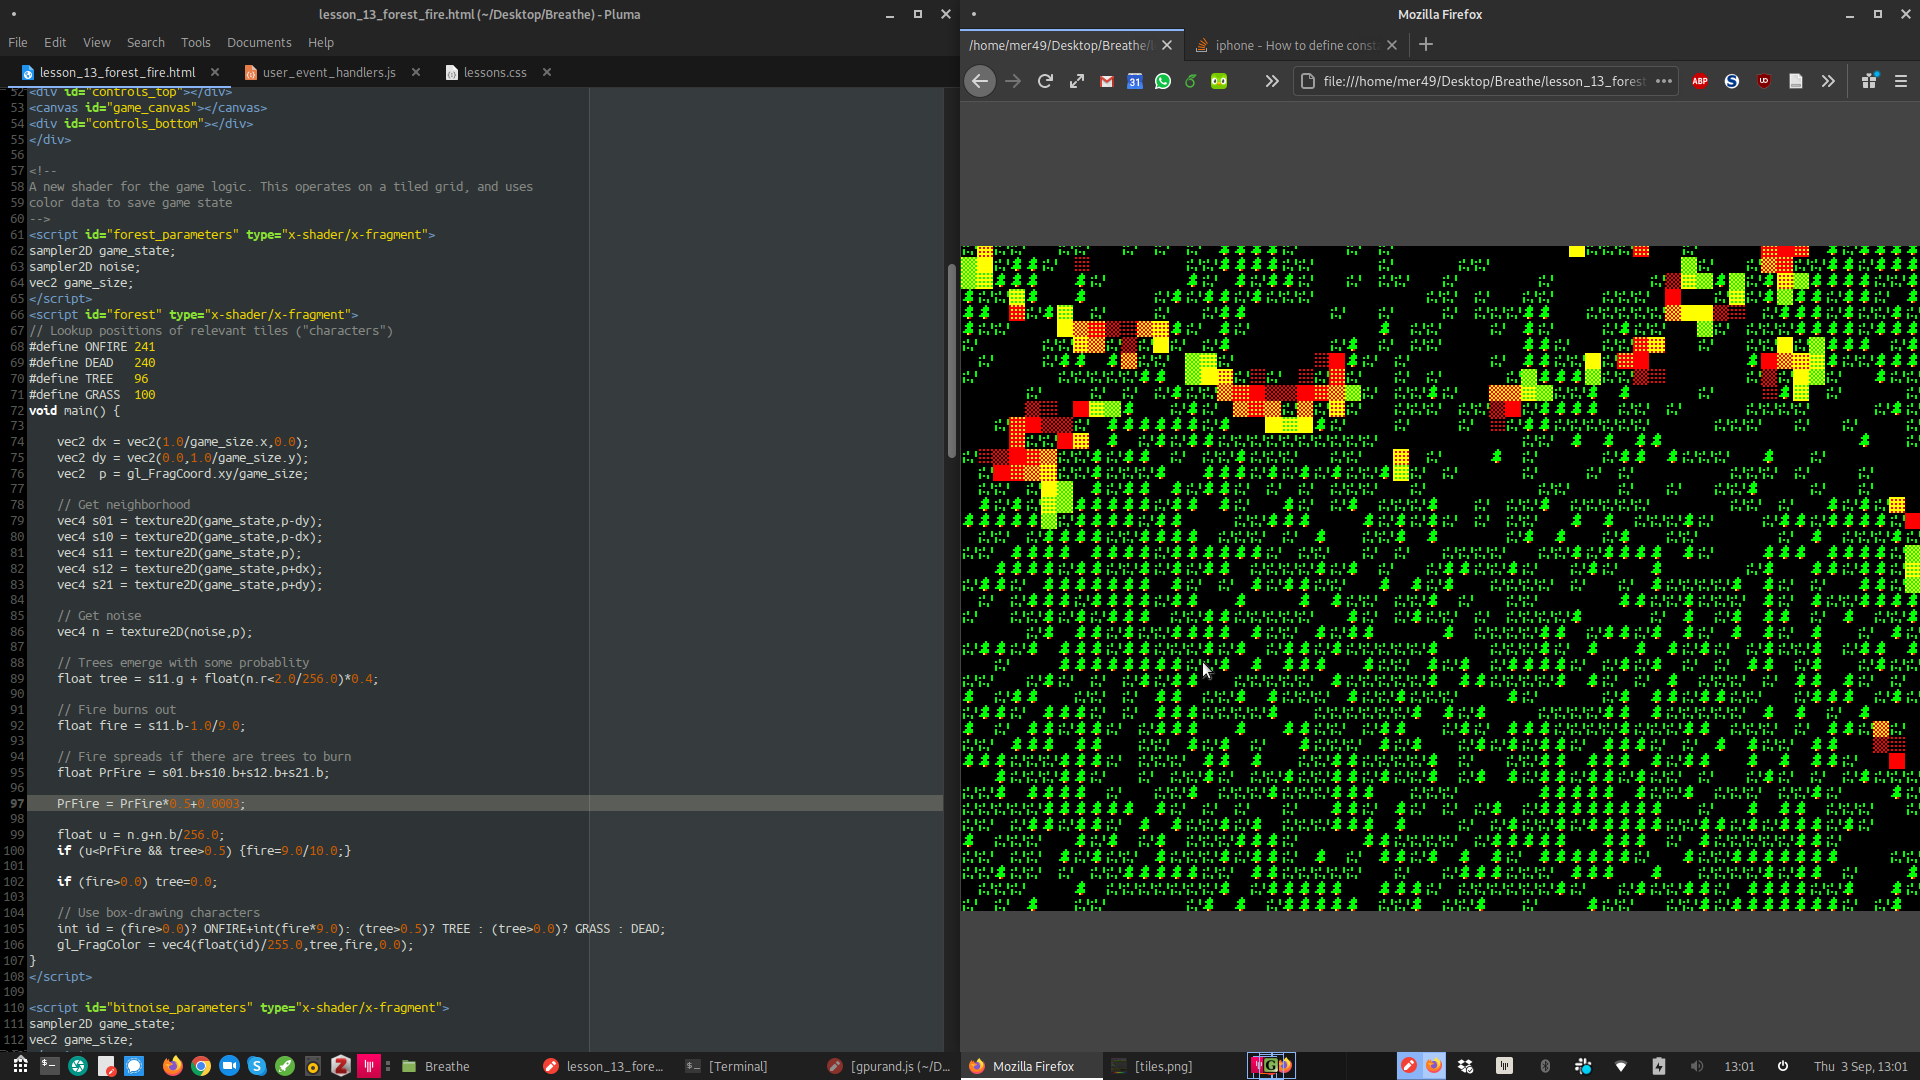 lesson_13_forest_fire.html (~/Desktop/Breathe) - Pluma
File Edit View Search Tools Documents Help
lesson_13_forest_fire.html
user_event_handlers.js
lessons.css
52 <div id="controls_top"></div>
53 <canvas id="game_canvas"></canvas>
54 <div id="controls_bottom"></div>
55 </div>
56
57 <!--
58 A new shader for the game logic. This operates on a tiled grid, and uses
59 color data to save game state
60 -->
61 <script id="forest_parameters" type="x-shader/x-fragment">
62 sampler2D game_state;
63 sampler2D noise;
64 vec2 game_size;
65 </script>
66 <script id="forest" type="x-shader/x-fragment">
67 // Lookup positions of relevant tiles ("characters")
68 #define ONFIRE 241
69 #define DEAD   240
70 #define TREE   96
71 #define GRASS  100
72 void main() {
73
74     vec2 dx = vec2(1.0/game_size.x,0.0);
75     vec2 dy = vec2(0.0,1.0/game_size.y);
76     vec2  p = gl_FragCoord.xy/game_size;
77
78     // Get neighborhood
79     vec4 s01 = texture2D(game_state,p-dy);
80     vec4 s10 = texture2D(game_state,p-dx);
81     vec4 s11 = texture2D(game_state,p);
82     vec4 s12 = texture2D(game_state,p+dx);
83     vec4 s21 = texture2D(game_state,p+dy);
84
85     // Get noise
86     vec4 n = texture2D(noise,p);
87
88     // Trees emerge with some probablity
89     float tree = s11.g + float(n.r<2.0/256.0)*0.4;
90
91     // Fire burns out
92     float fire = s11.b-1.0/9.0;
93
94     // Fire spreads if there are trees to burn
95     float PrFire = s01.b+s10.b+s12.b+s21.b;
96
97     PrFire = PrFire*0.5+0.0003;
98
99     float u = n.g+n.b/256.0;
100     if (u<PrFire && tree>0.5) {fire=9.0/10.0;}
101
102     if (fire>0.0) tree=0.0;
103
104     // Use box-drawing characters
105     int id = (fire>0.0)? ONFIRE+int(fire*9.0): (tree>0.5)? TREE : (tree>0.0)? GRASS : DEAD;
106     gl_FragColor = vec4(float(id)/255.0,tree,fire,0.0);
107 }
108 </script>
109
110 <script id="bitnoise_parameters" type="x-shader/x-fragment">
111 sampler2D game_state;
112 vec2 game_size;
Mozilla Firefox
/home/mer49/Desktop/Breathe/
iphone - How to define const
31
file:///home/mer49/Desktop/Breathe/lesson_13_forest
ABP
Breathe
lesson_13_fore...
[Terminal]
[gpurand.js (~/D...
Mozilla Firefox
[tiles.png]
13:01
Thu 3 Sep, 13:01